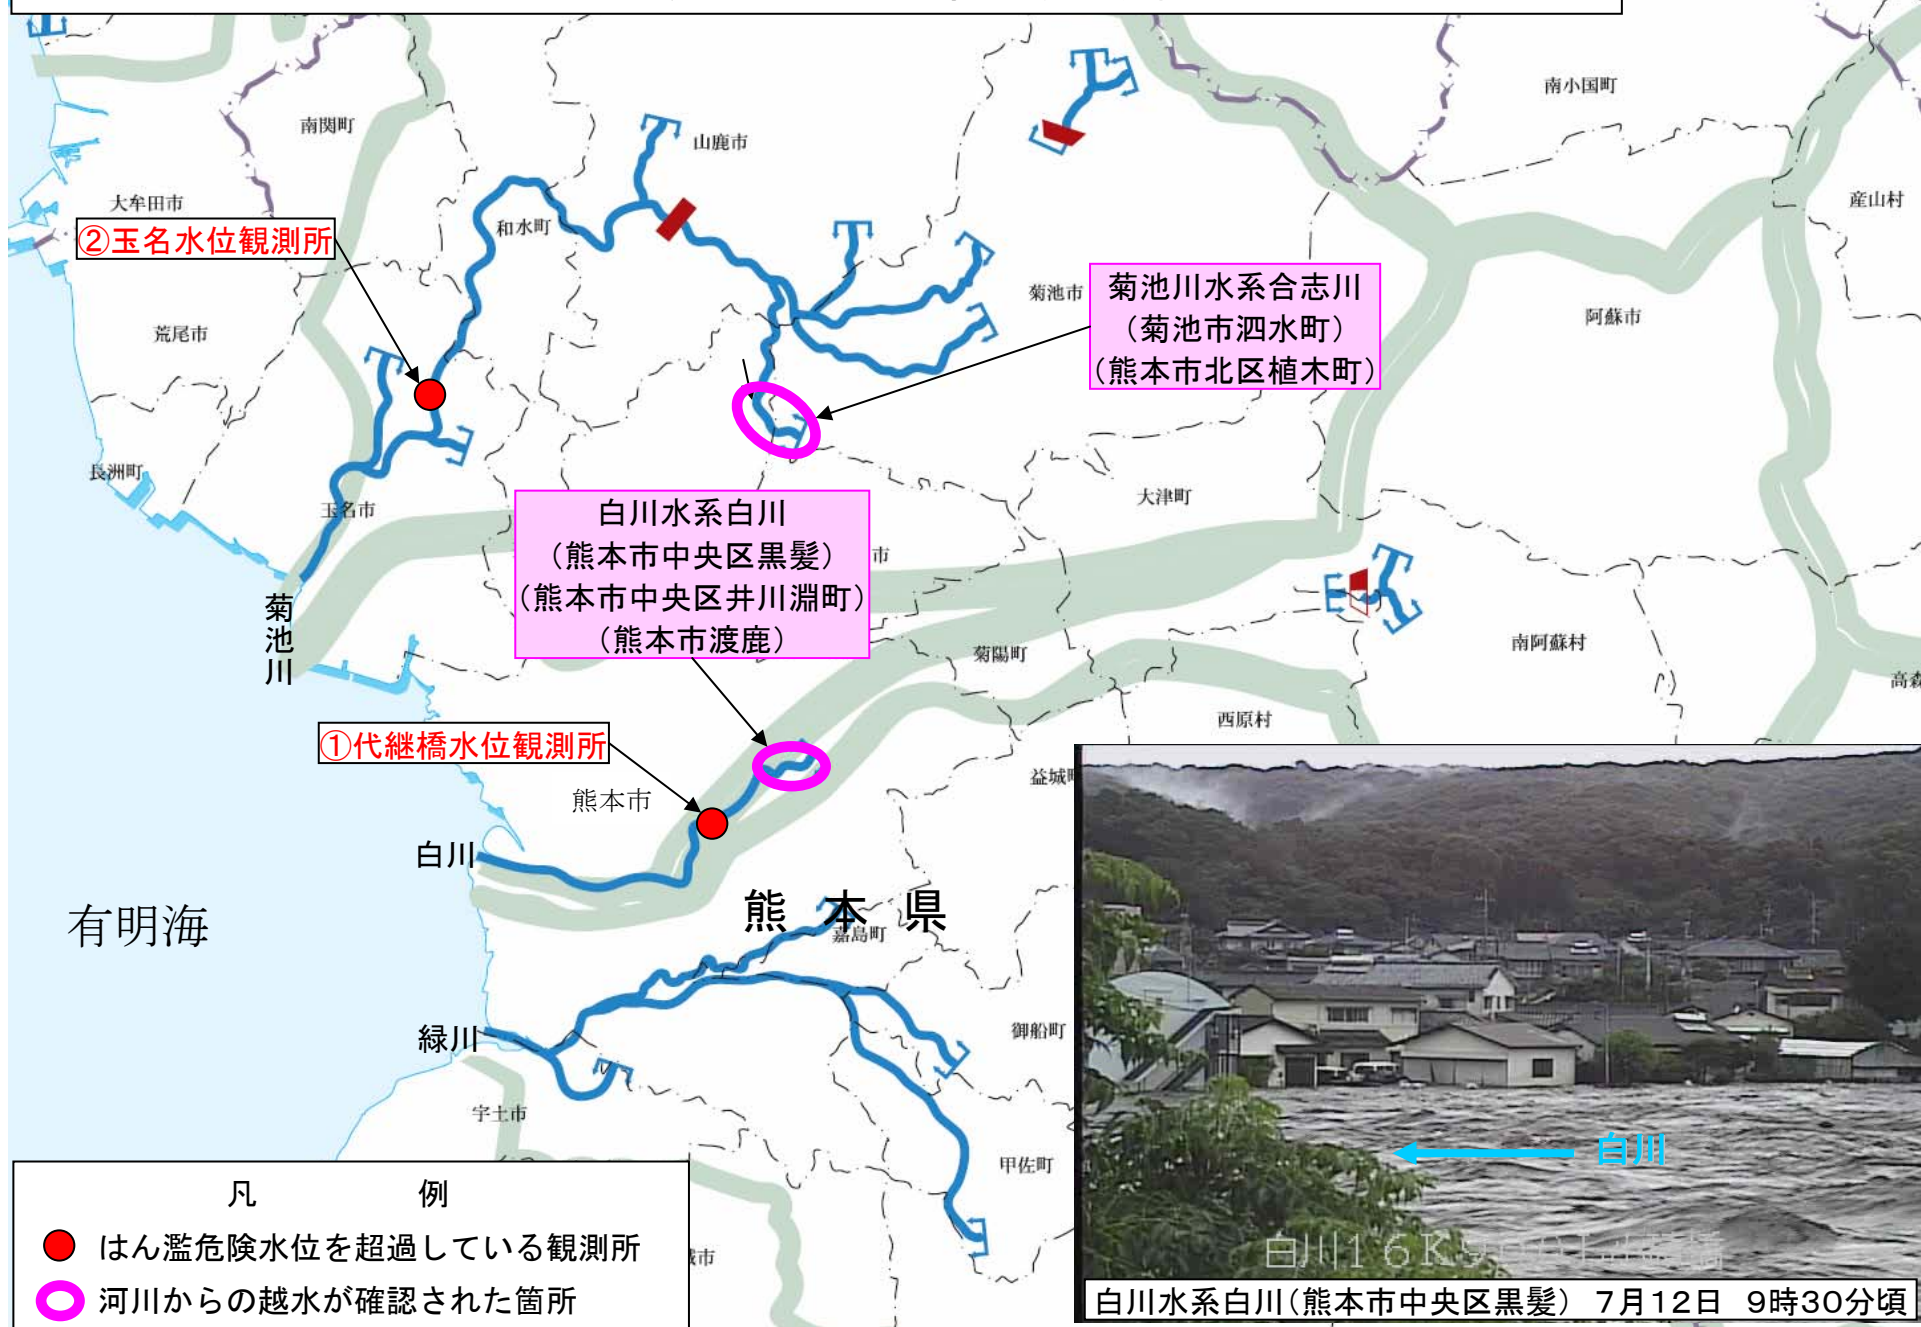 南小国町
南関町
山鹿市
大牟田市
産山村
和水町
②玉名水位観測所
菊池市
菊池川水系合志川
（菊池市泗水町）
（熊本市北区植木町）
阿蘇市
荒尾市
長洲町
玉名市
大津町
白川水系白川
（熊本市中央区黒髪）
（熊本市中央区井川淵町）
（熊本市渡鹿）
市
菊池川
南阿蘇村
菊陽町
高森
西原村
①代継橋水位観測所
益城町
熊本市
白川
熊本県
有明海
嘉島町
緑川
御船町
宇土市
甲佐町
白川
凡 例
はん濫危険水位を超過している観測所
城市
河川からの越水が確認された箇所
白川水系白川（熊本市中央区黒髪） 7月12日 9時30分頃